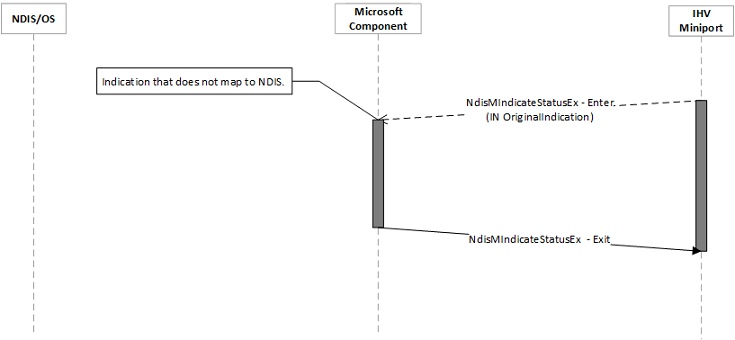 NDIS/OS
Microsoft
Component
IHV
Miniport
Indication that does not map to NDIS.
NdisMIndicateStatusEx - Enter.
(IN OriginalIndication)
NdisMIndicateStatusEx - Exit